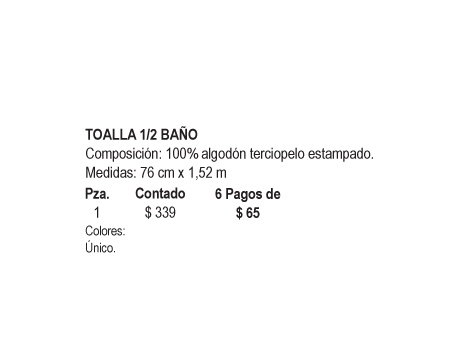 TOALLA 1/2 BAÑO
Composición: 100% algodón terciopelo estampado.
Medidas: 76 cm x 1,52 m
Pza. Contado 6 Pagos de
1 $ 339 $ 65
Colores:
Único.